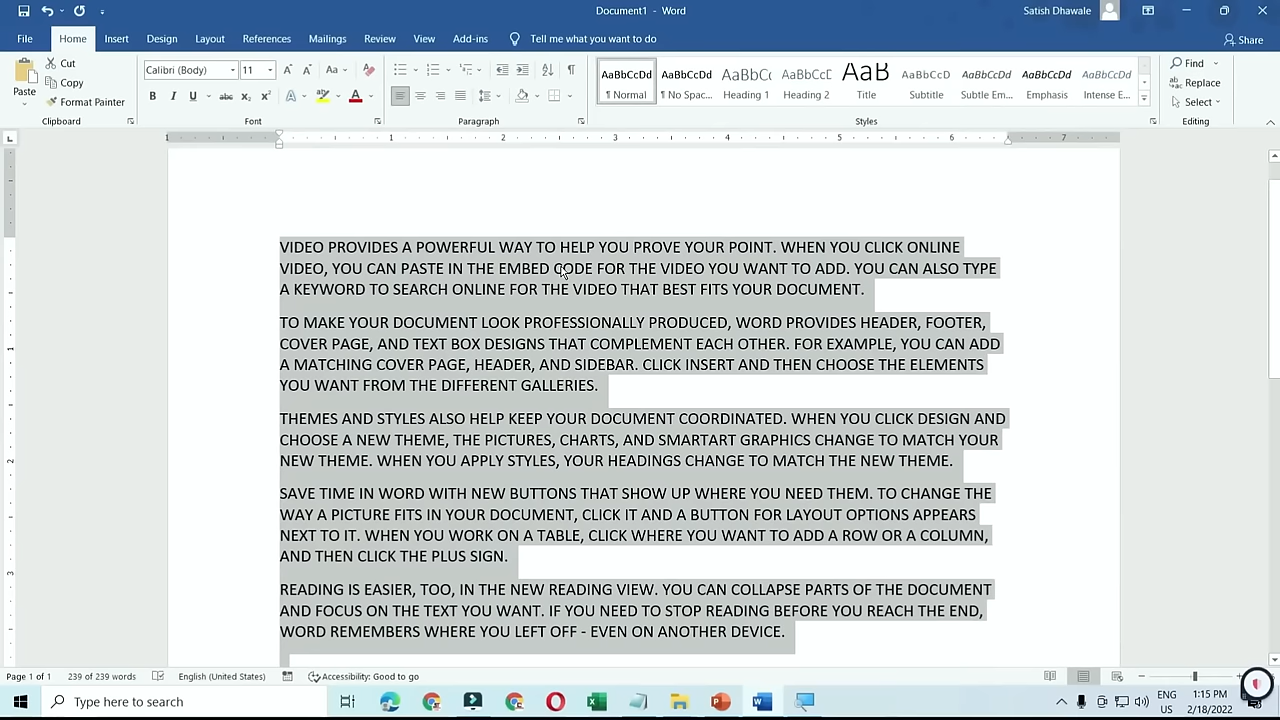 Document1 - Word
Satish Dhawale
File Home Insert Design Layout References Mailings Review View Add-ins Tell me what you want to do Share
Paste
Cut
Copy
Format Painter
Clipboard
Calibri (Body) 11
Font
Paragraph
AaBbCcDd AaBbCcDd AaBbC( AaBbCcE AaB AaBbCcD AaBbCcDd AaBbCcDd AaBbCcDd
¶ Normal ¶ No Spac... Heading 1 Heading 2 Title Subtitle Subtle Em... Emphasis Intense E...
Styles
Find
Replace
Select
Editing
1 1 2 3 4 5 6 7
VIDEO PROVIDES A POWERFUL WAY TO HELP YOU PROVE YOUR POINT. WHEN YOU CLICK ONLINE
VIDEO, YOU CAN PASTE IN THE EMBED CODE FOR THE VIDEO YOU WANT TO ADD. YOU CAN ALSO TYPE
A KEYWORD TO SEARCH ONLINE FOR THE VIDEO THAT BEST FITS YOUR DOCUMENT.
TO MAKE YOUR DOCUMENT LOOK PROFESSIONALLY PRODUCED, WORD PROVIDES HEADER, FOOTER,
COVER PAGE, AND TEXT BOX DESIGNS THAT COMPLEMENT EACH OTHER. FOR EXAMPLE, YOU CAN ADD
A MATCHING COVER PAGE, HEADER, AND SIDEBAR. CLICK INSERT AND THEN CHOOSE THE ELEMENTS
YOU WANT FROM THE DIFFERENT GALLERIES.
THEMES AND STYLES ALSO HELP KEEP YOUR DOCUMENT COORDINATED. WHEN YOU CLICK DESIGN AND
CHOOSE A NEW THEME, THE PICTURES, CHARTS, AND SMARTART GRAPHICS CHANGE TO MATCH YOUR
NEW THEME. WHEN YOU APPLY STYLES, YOUR HEADINGS CHANGE TO MATCH THE NEW THEME.
SAVE TIME IN WORD WITH NEW BUTTONS THAT SHOW UP WHERE YOU NEED THEM. TO CHANGE THE
WAY A PICTURE FITS IN YOUR DOCUMENT, CLICK IT AND A BUTTON FOR LAYOUT OPTIONS APPEARS
NEXT TO IT. WHEN YOU WORK ON A TABLE, CLICK WHERE YOU WANT TO ADD A ROW OR A COLUMN,
AND THEN CLICK THE PLUS SIGN.
READING IS EASIER, TOO, IN THE NEW READING VIEW. YOU CAN COLLAPSE PARTS OF THE DOCUMENT
AND FOCUS ON THE TEXT YOU WANT. IF YOU NEED TO STOP READING BEFORE YOU REACH THE END,
WORD REMEMBERS WHERE YOU LEFT OFF - EVEN ON ANOTHER DEVICE.
Page 1 of 1 239 of 239 words English (United States) Accessibility: Good to go
Type here to search
ENG
US
1:15 PM
2/18/2022